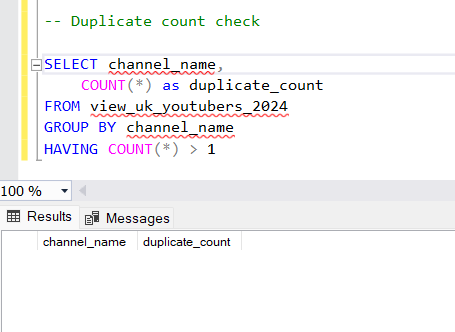 -- Duplicate count check
SELECT channel_name,
COUNT(*) as duplicate_count
FROM view_uk_youtubers_2024
GROUP BY channel_name
HAVING COUNT(*) > 1
100 %
Results Messages
channel_name duplicate_count